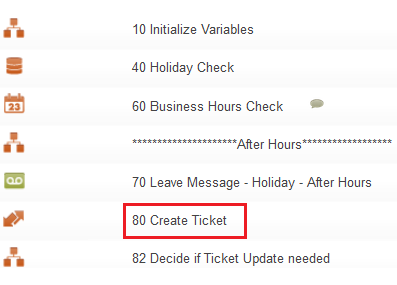 10 Initialize Variables
40 Holiday Check
23
60 Business Hours Check
*********************After Hours******************
70 Leave Message - Holiday - After Hours
80 Create Ticket
82 Decide if Ticket Update needed